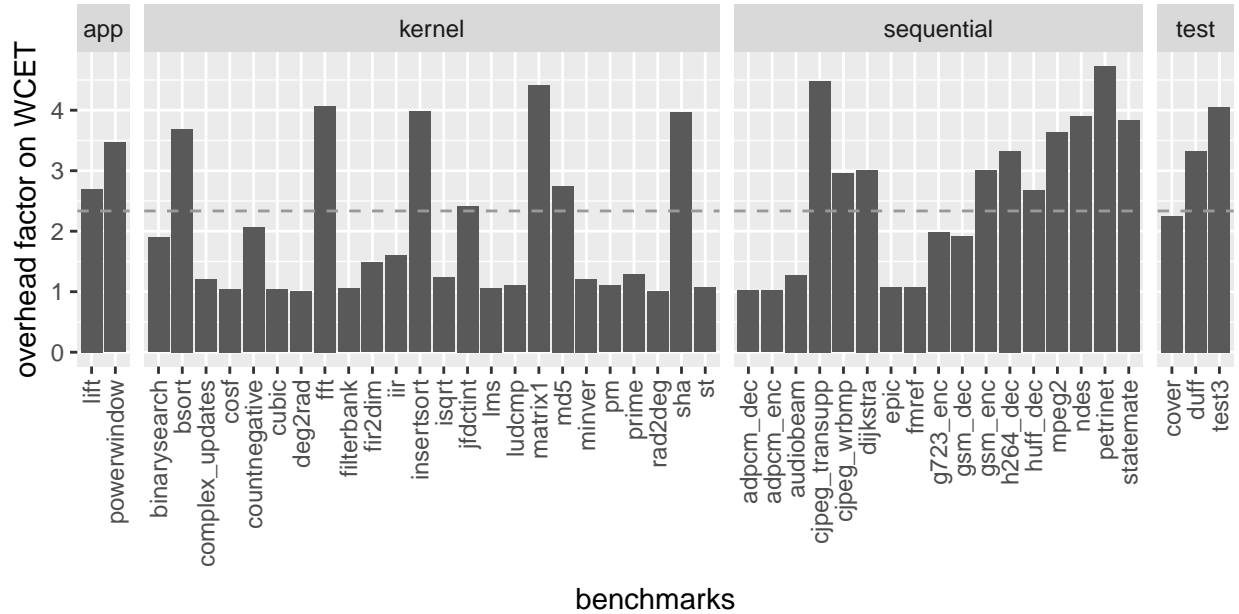 app
kernel
sequential
test
overhead factor on WCET
4
3
2
1
0
lift
powerwindow
binarysearch
bsort
complex_updates
cosf
countnegative
cubic
deg2rad
fft
filterbank
fir2dim
iir
insertsort
isqrt
jfdctint
lms
ludcmp
matrix1
md5
minver
pm
prime
rad2deg
sha
st
adpcm_dec
adpcm_enc
audiobeam
cjpeg_transupp
cjpeg_wrbmp
dijkstra
epic
fmref
g723_enc
gsm_dec
gsm_enc
h264_dec
huff_dec
mpeg2
ndes
petrinet
statemate
cover
duff
test3
benchmarks